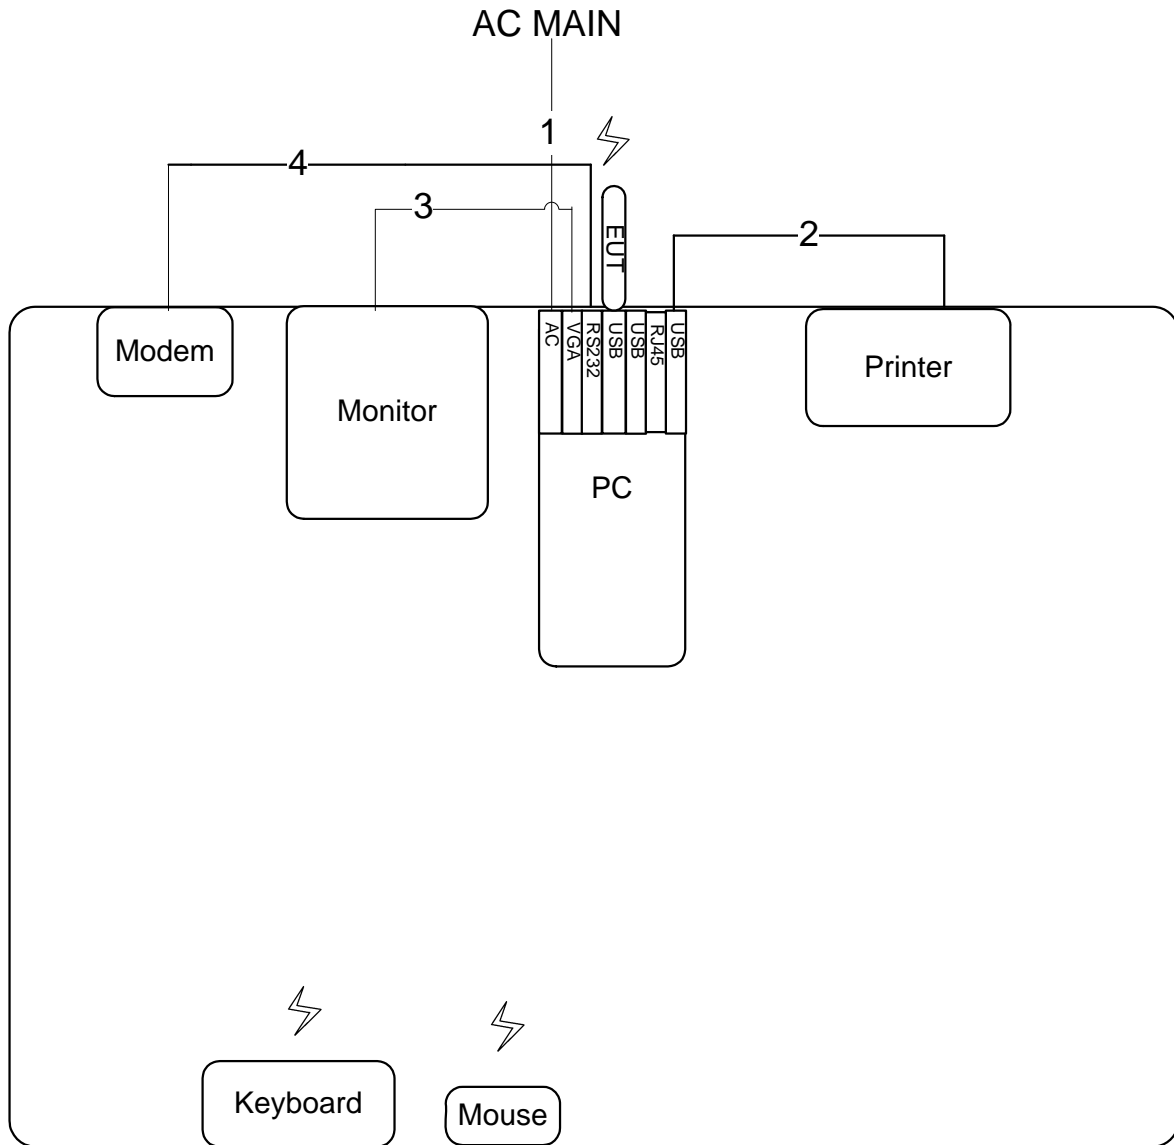 AC MAIN
1
4
3
2
EUT
AC
VGA
RS232
USB
USB
RJ45
USB
Modem
Monitor
Printer
PC
Keyboard
Mouse